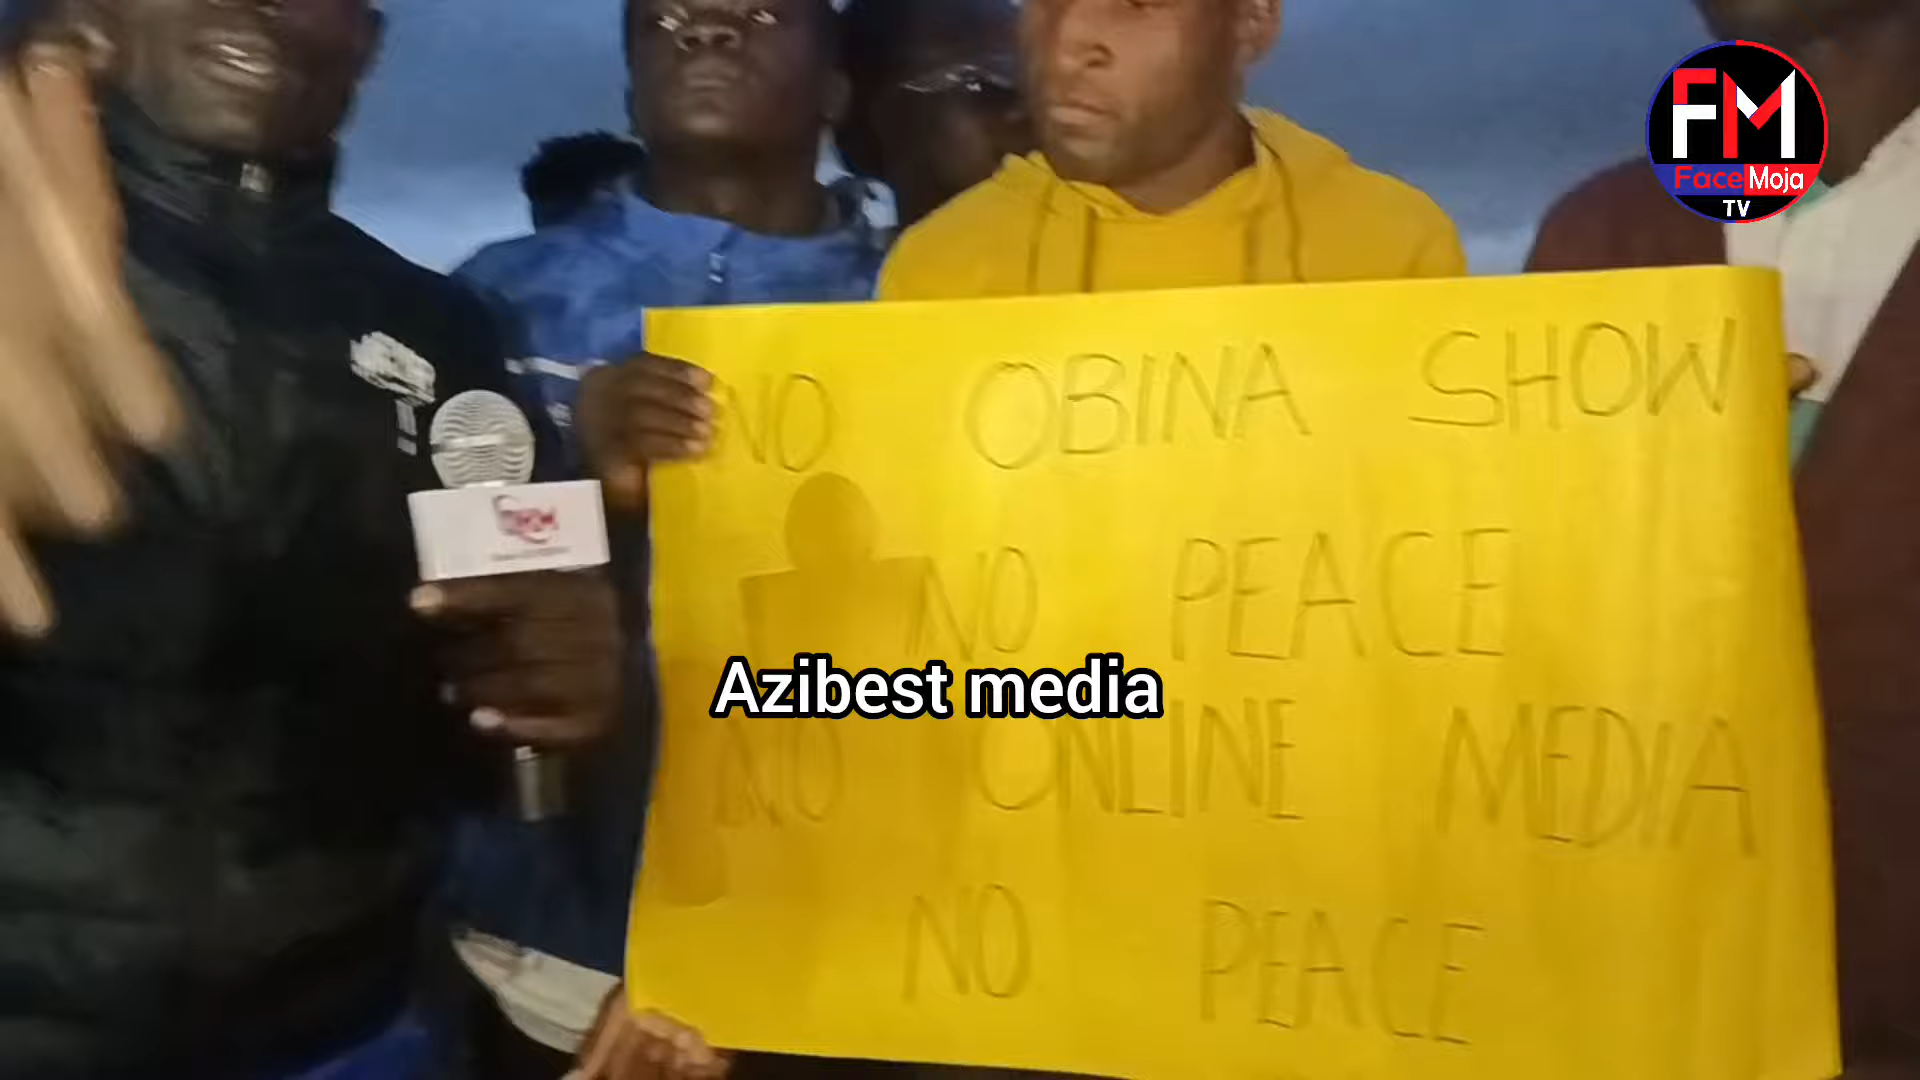 FM
FaceMoja
TV
NO OBINA SHOW
NO PEACE
Azibest media
NO ONLINE MEDIA
NO PEACE